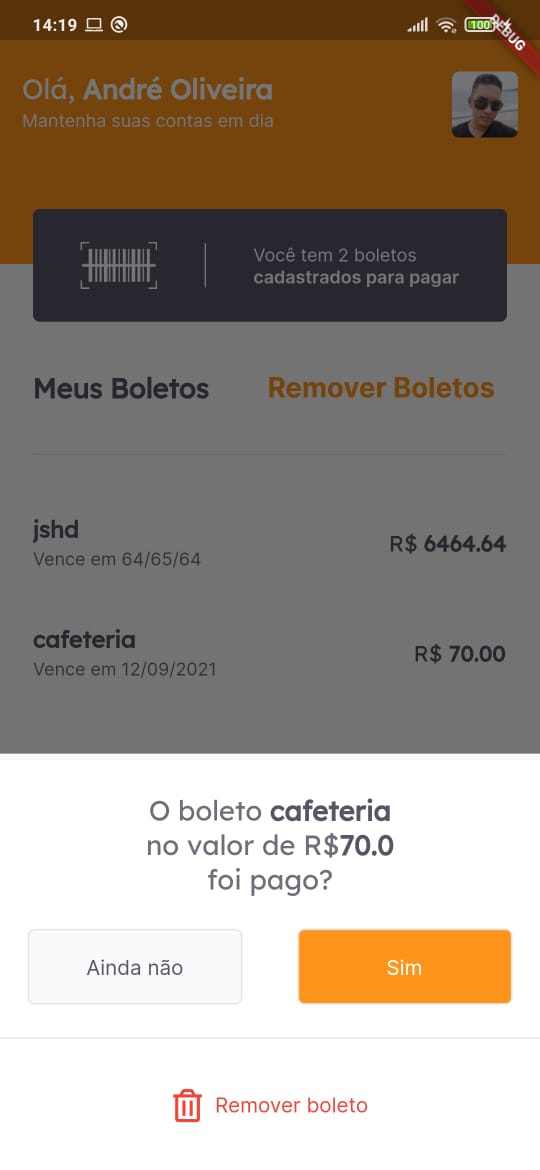 14:19
100
DEBUG
Olá, André Oliveira
Mantenha suas contas em dia
Você tem 2 boletos
cadastrados para pagar
Meus Boletos
Remover Boletos
jshd
Vence em 64/65/64
R$ 6464.64
cafeteria
Vence em 12/09/2021
R$ 70.00
O boleto cafeteria
no valor de R$70.0
foi pago?
Ainda não
Sim
Remover boleto